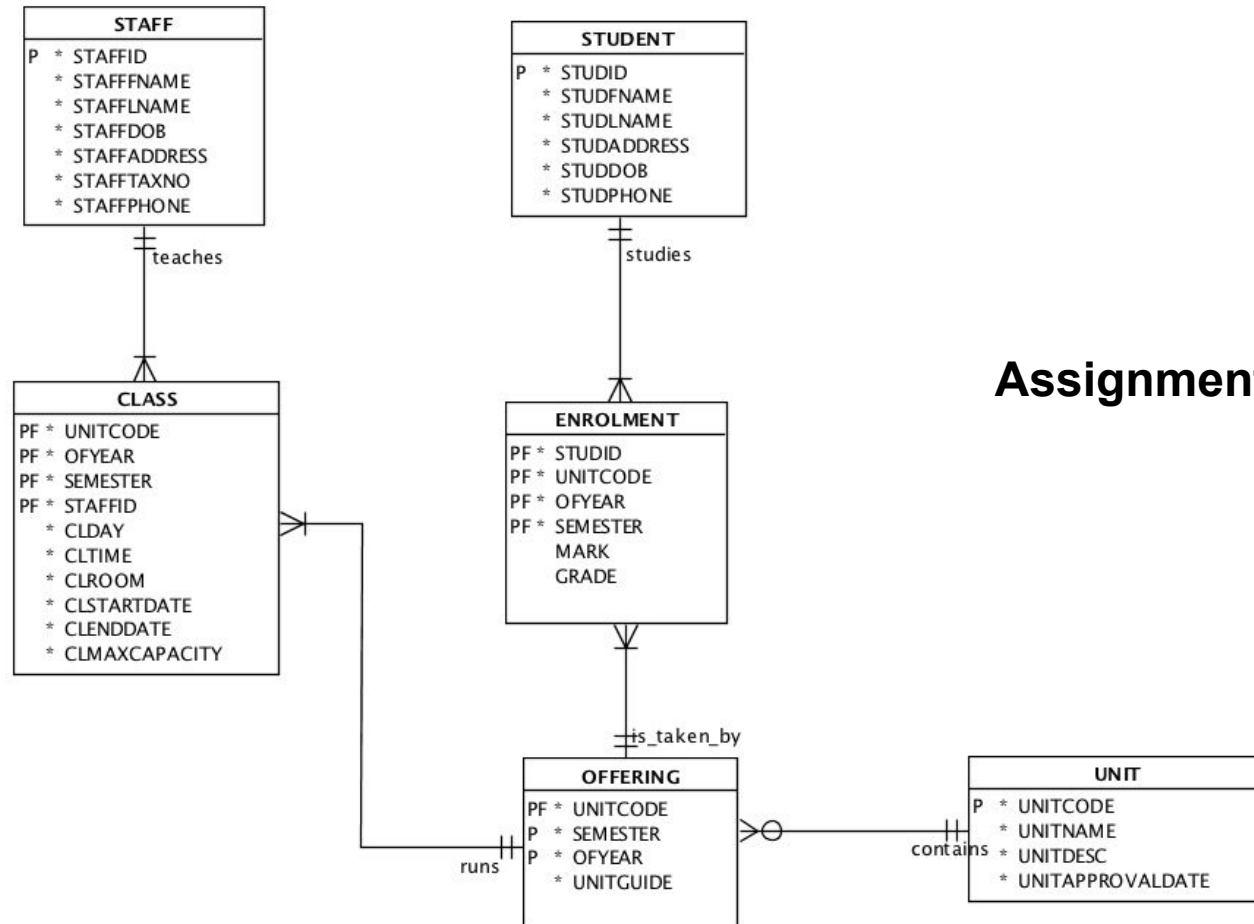 STAFF
P * STAFFID
* STAFFFNAME
* STAFFLNAME
* STAFFDOB
* STAFFADDRESS
* STAFFTAXNO
* STAFFPHONE
teaches
STUDENT
P * STUDID
* STUDFNAME
* STUDLNAME
* STUDADDRESS
* STUDDOB
* STUDPHONE
studies
Assignment
CLASS
PF * UNITCODE
PF * OFYEAR
PF * SEMESTER
PF * STAFFID
* CLDAY
* CLTIME
* CLROOM
* CLSTARTDATE
* CLENDDATE
* CLMAXCAPACITY
ENROLMENT
PF * STUDID
PF * UNITCODE
PF * OFYEAR
PF * SEMESTER
MARK
GRADE
is_taken_by
OFFERING
PF * UNITCODE
P * SEMESTER
P * OFYEAR
* UNITGUIDE
runs
contains
UNIT
P * UNITCODE
* UNITNAME
* UNITDESC
* UNITAPPROVALDATE